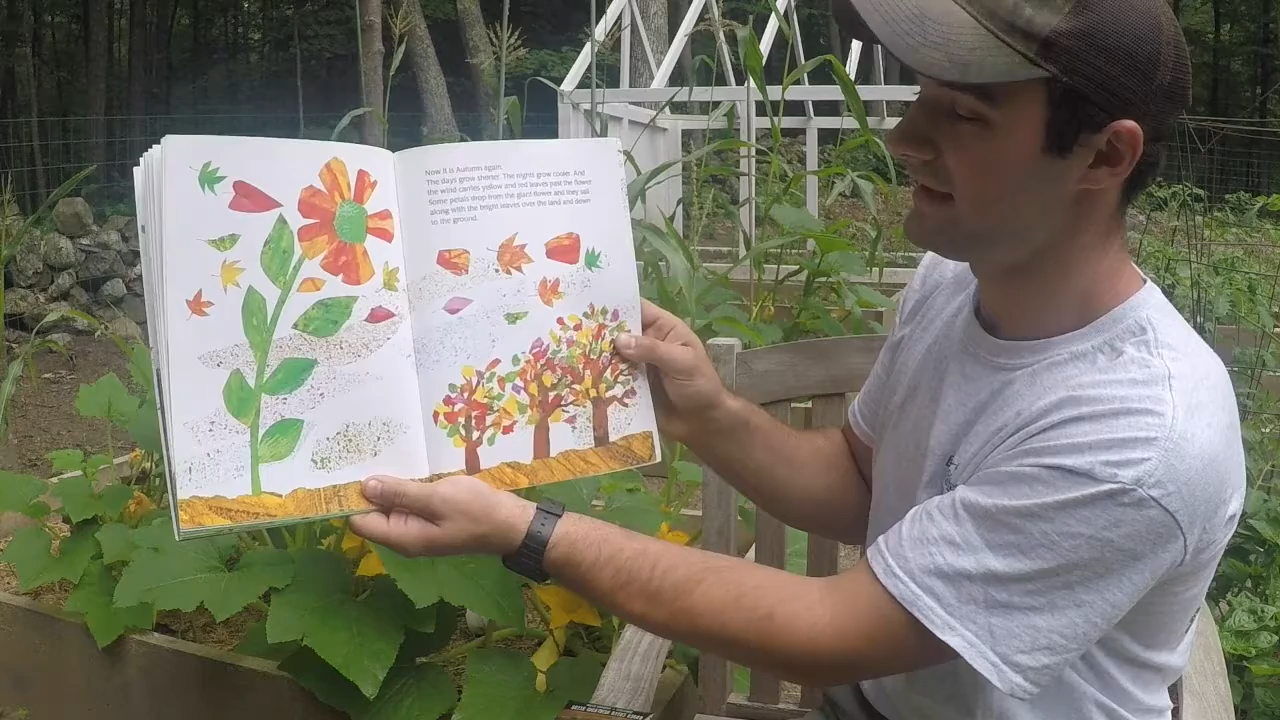 Now it is Autumn again.
The days grow shorter. The nights grow cooler. And
the wind carries yellow and red leaves past the flower.
Some petals drop from the giant flower and they sail
along with the bright leaves over the land and down
to the ground.